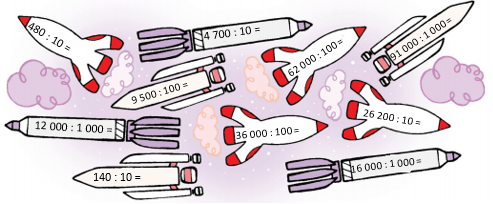 480 : 10 =
4 700 : 10 =
62 000 : 100=
91 000 : 1 000=
9 500 : 100=
12 000 : 1 000 =
36 000 : 100=
26 200 : 10 =
140 : 10 =
16 000 : 1 000=